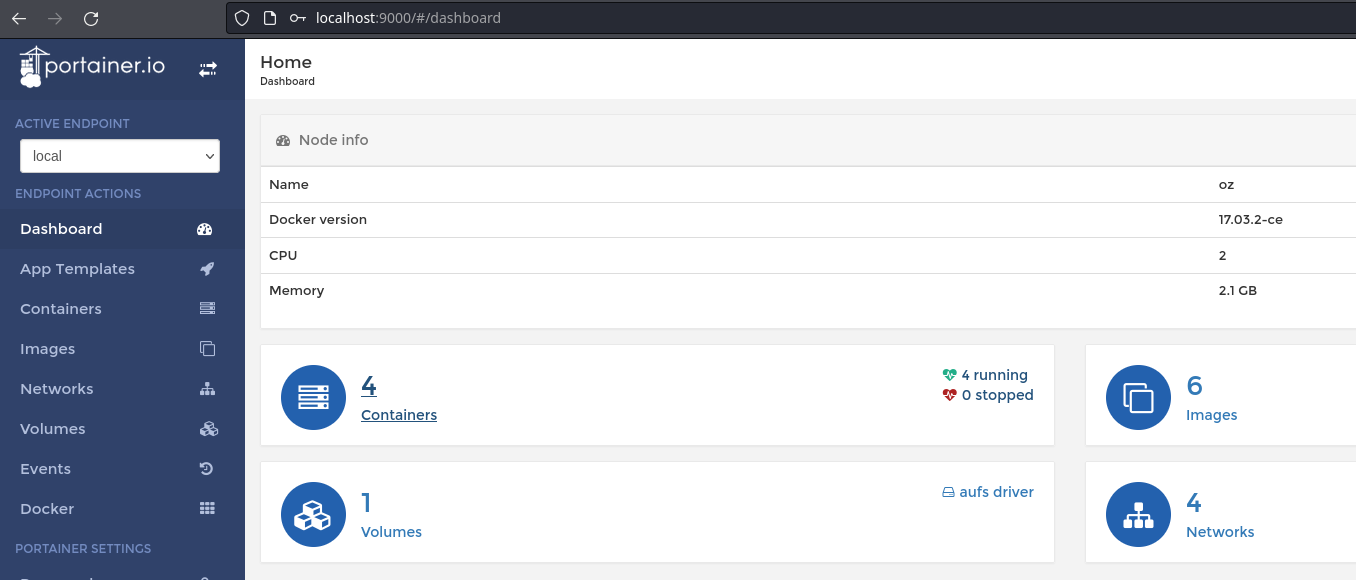 localhost:9000/#/dashboard
portainer.io
ACTIVE ENDPOINT
local
ENDPOINT ACTIONS
Dashboard
App Templates
Containers
Images
Networks
Volumes
Events
Docker
PORTAINER SETTINGS
Home
Dashboard
Node info
Name oz
Docker version 17.03.2-ce
CPU 2
Memory 2.1 GB
4
Containers
4 running
0 stopped
6
Images
1
Volumes
aufs driver
4
Networks